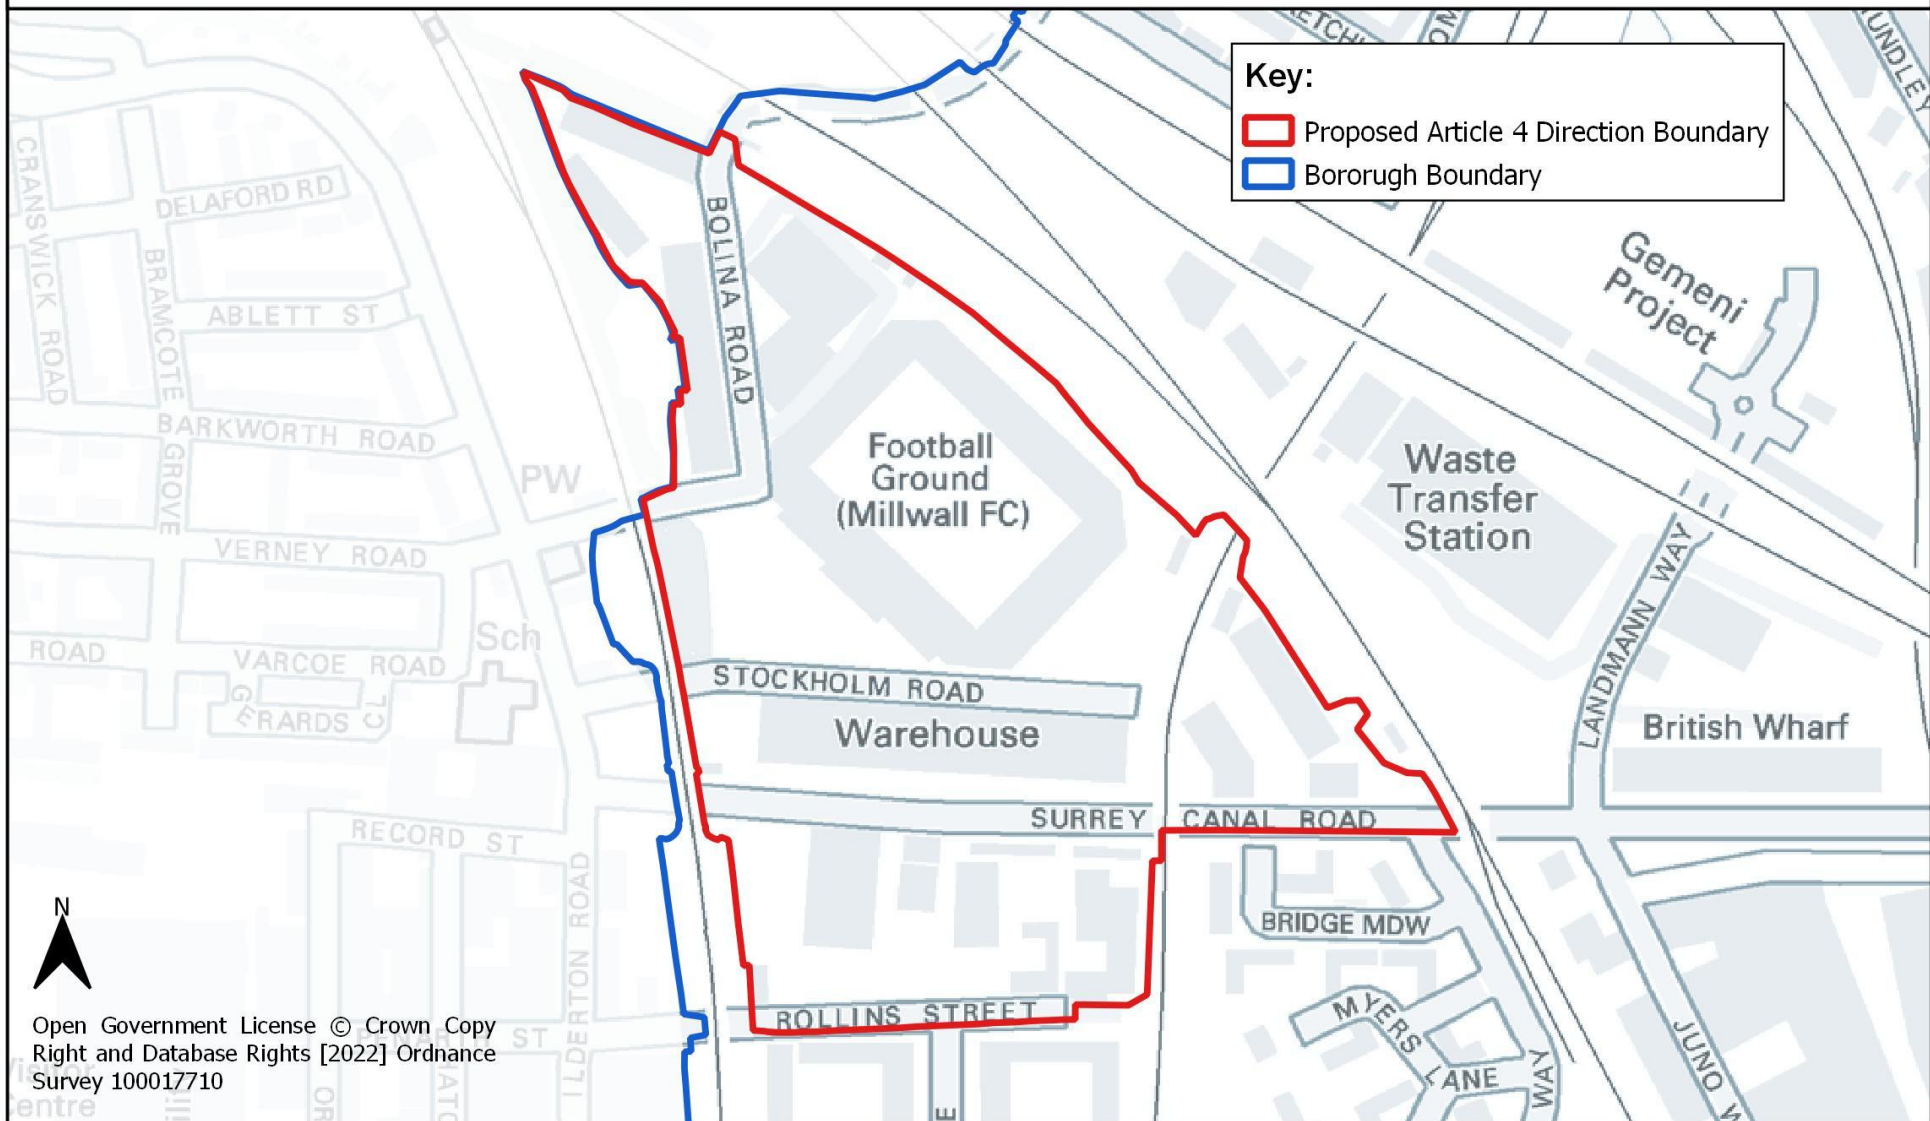 Key:
Proposed Article 4 Direction Boundary
Bororugh Boundary
CRANSWICK ROAD
DELAFORD RD
BRAMCOTE GROVE
ABLETT ST
BARKWORTH ROAD
PW
VERNEY ROAD
Sch
ROAD
VARCOE ROAD
GERARDS CL
RECORD ST
ILDERTON ROAD
BOLINA ROAD
Football
Ground
(Millwall FC)
STOCKHOLM ROAD
Warehouse
SURREY CANAL ROAD
ROLLINS STREET
Gemeni
Project
Waste
Transfer
Station
LANDMANN WAY
British Wharf
BRIDGE MDW
MYERS
LANE
WAY
JUNO W
N
Open Government License © Crown Copy
Right and Database Rights [2022] Ordnance
Survey 100017710
PENARTH ST
entre